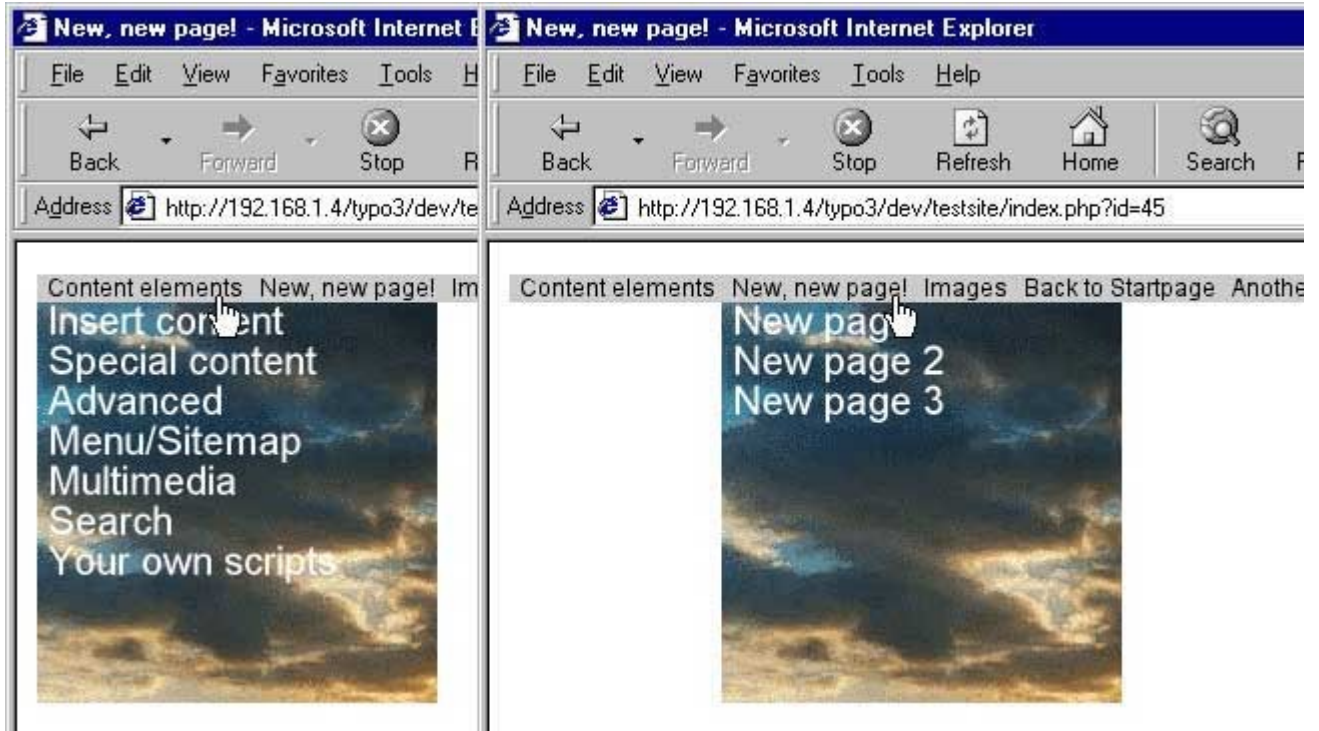 New, new page! - Microsoft Internet
File Edit View Favorites Tools H
Back Forward Stop R
Address http://192.168.1.4/typo3/dev/te
Content elements New, new page! Im
Insert content
Special content
Advanced
Menu/Sitemap
Multimedia
Search
Your own scripts
New, new page! - Microsoft Internet Explorer
File Edit View Favorites Tools Help
Back Forward Stop Refresh Home Search
Address http://192.168.1.4/typo3/dev/testsite/index.php?id=45
Content elements New, new page! Images Back to Startpage Anothe
New page
New page 2
New page 3